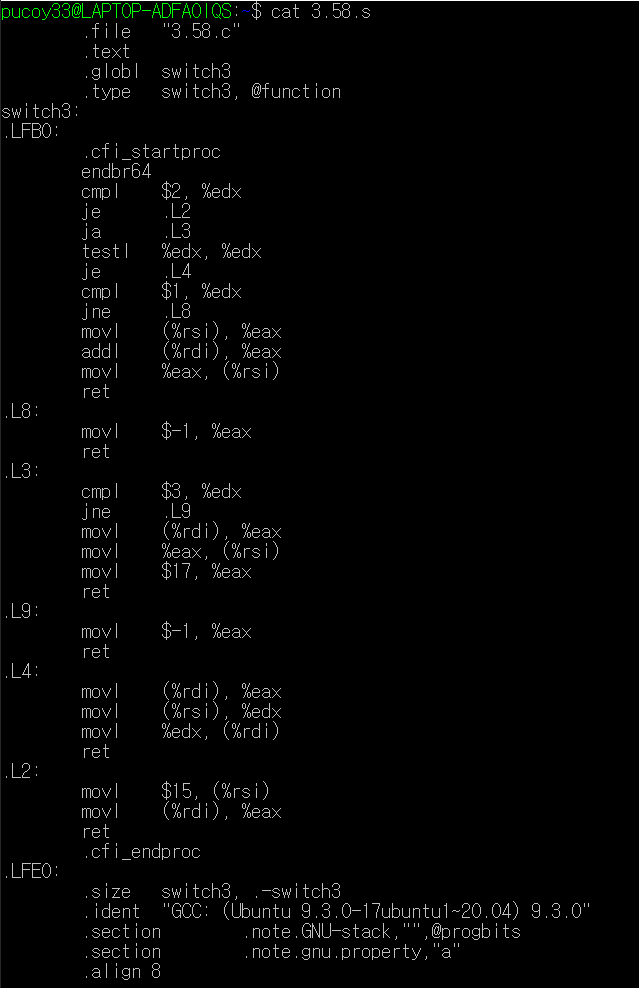 pucoy33@LAPTOP-ADFAOIQS:~$ cat 3.58.s
.file "3.58.c"
.text
.globl switch3
.type switch3, @function
switch3:
.LFB0:
.cfi_startproc
endbr64
cmpl $2, %edx
je .L2
ja .L3
testl %edx, %edx
je .L4
cmpl $1, %edx
jne .L8
movl (%rsi), %eax
addl (%rdi), %eax
movl %eax, (%rsi)
ret
.L8:
movl $-1, %eax
ret
.L3:
cmpl $3, %edx
jne .L9
movl (%rdi), %eax
movl %eax, (%rsi)
movl $17, %eax
ret
.L9:
movl $-1, %eax
ret
.L4:
movl (%rdi), %eax
movl (%rsi), %edx
movl %edx, (%rdi)
ret
.L2:
movl $15, (%rsi)
movl (%rdi), %eax
ret
.cfi_endproc
.LFE0:
.size switch3, .-switch3
.ident "GCC: (Ubuntu 9.3.0-17ubuntu1~20.04) 9.3.0"
.section .note.GNU-stack,"",@progbits
.section .note.gnu.property,"a"
.align 8